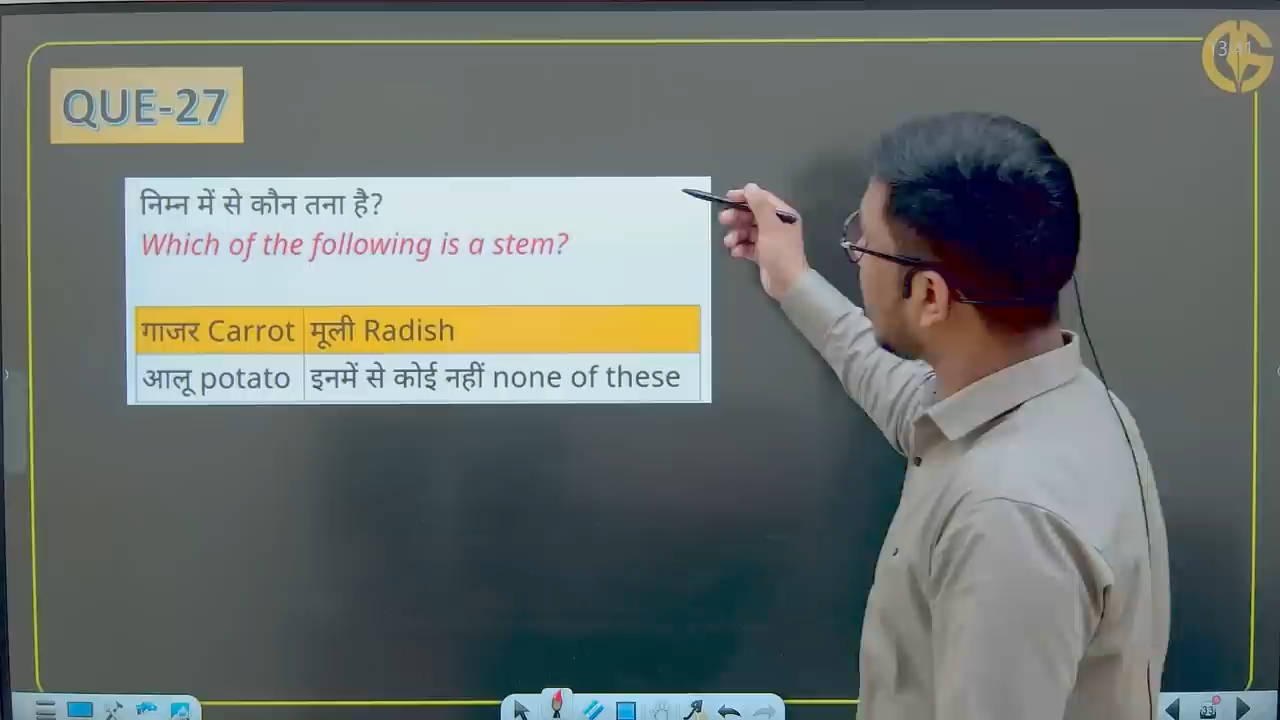 QUE-27
निम्न में से कौन तना है?
Which of the following is a stem?
गाजर Carrot मूली Radish
आलू potato इनमें से कोई नहीं none of these
33